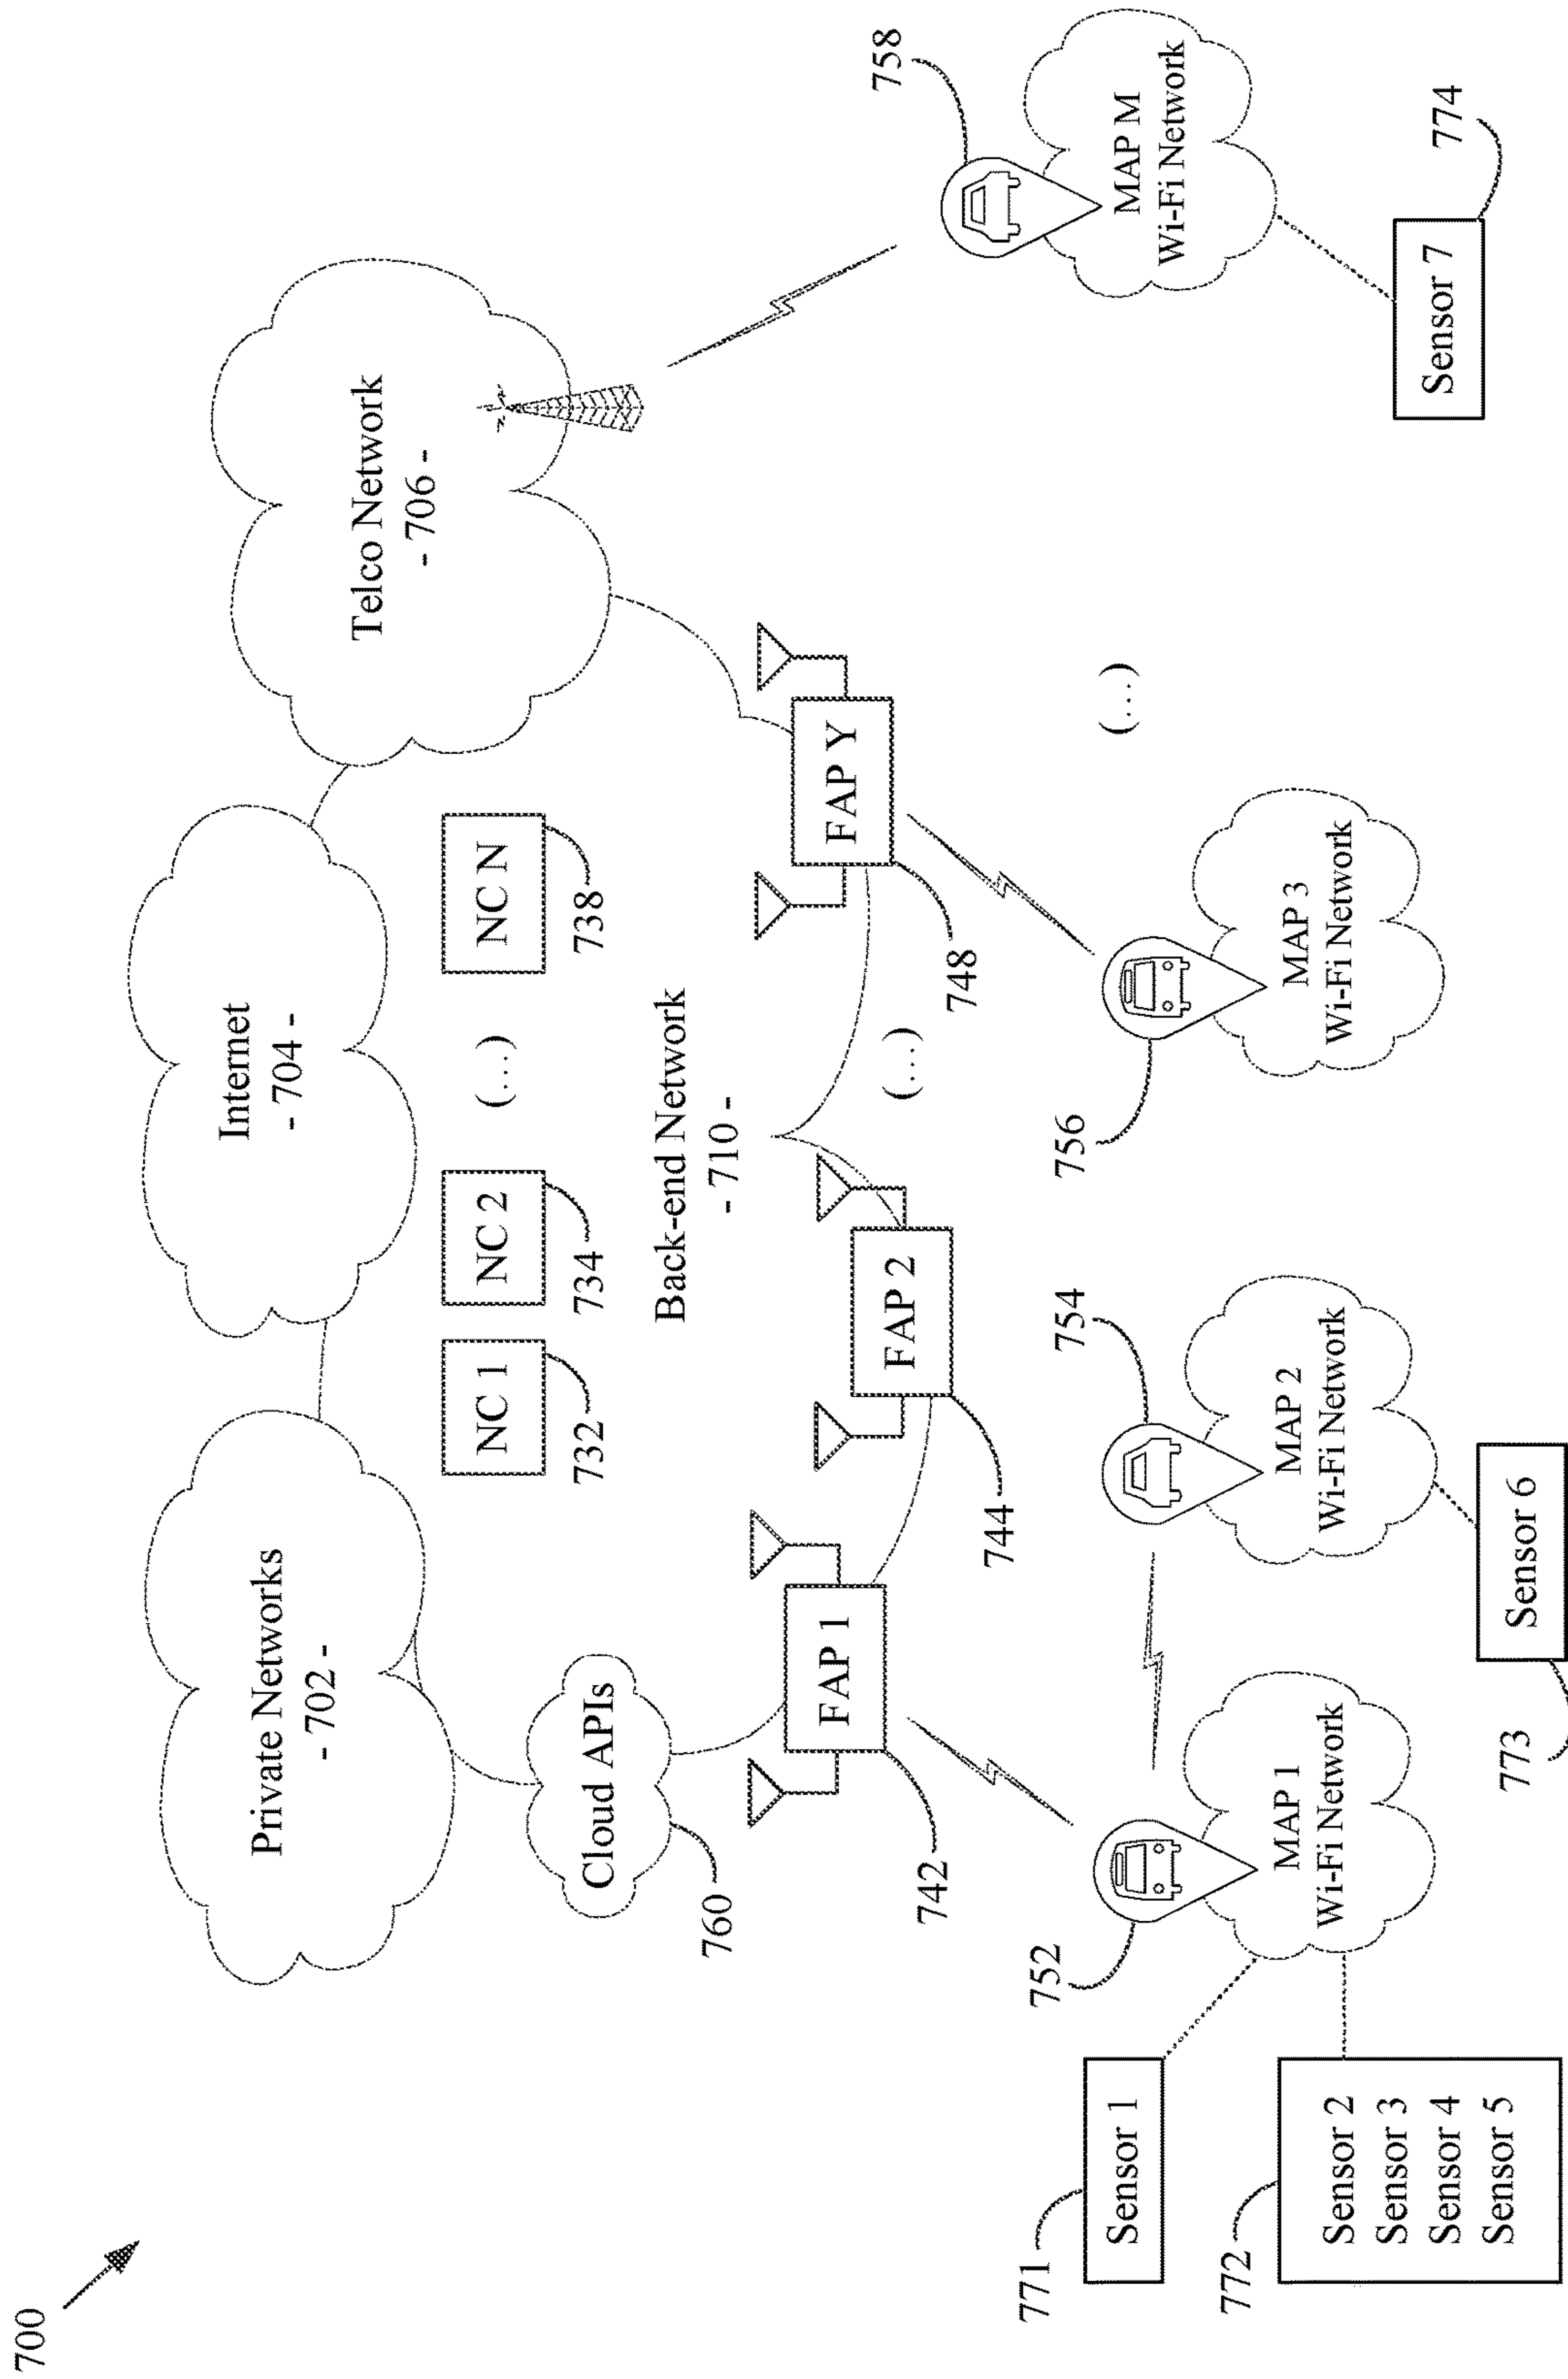 700
Private Networks
- 702 -
Internet
- 704 -
Telco Network
- 706 -
NC 1
732
NC 2
734
(...)
NC N
738
Cloud APIs
760
Back-end Network
- 710 -
FAP 1
742
FAP 2
744
(...)
FAP Y
748
752
MAP 1
Wi-Fi Network
754
MAP 2
Wi-Fi Network
756
MAP 3
Wi-Fi Network
(...)
758
MAP M
Wi-Fi Network
771
Sensor 1
772
Sensor 2
Sensor 3
Sensor 4
Sensor 5
773
Sensor 6
Sensor 7
774